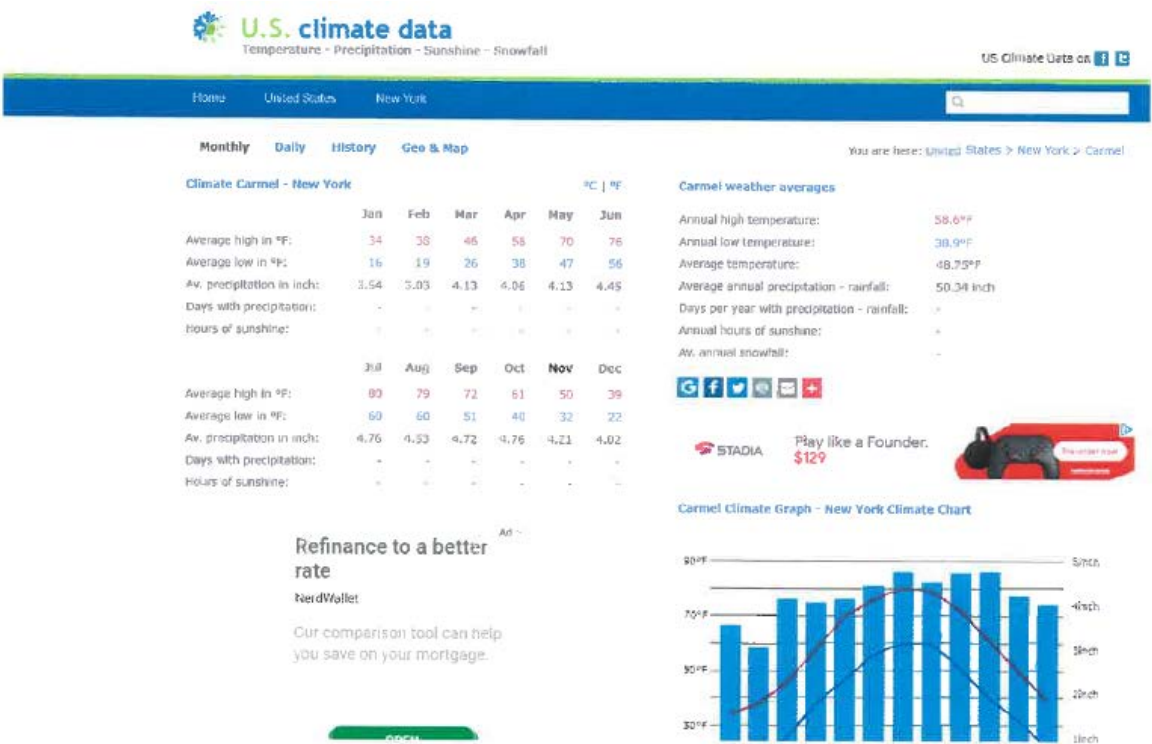 U.S. climate data
Temperature - Precipitation - Sunshine - Snowfall
US Climate Data on
Home United States New York
Monthly Daily History Geo & Map
You are here: United States > New York > Carmel
Climate Carmel - New York °C | °F
Jan Feb Mar Apr May Jun
Average high in °F: 34 38 46 58 70 76
Average low in °F: 16 19 26 38 47 56
Av. precipitation in inch: 3.54 3.03 4.13 4.06 4.13 4.45
Days with precipitation: - - - - - -
Hours of sunshine: - - - - - -
Jul Aug Sep Oct Nov Dec
Average high in °F: 80 79 72 61 50 39
Average low in °F: 60 60 51 40 32 22
Av. precipitation in inch: 4.76 4.53 4.72 4.76 4.21 4.02
Days with precipitation: - - - - - -
Hours of sunshine: - - - - - -
Carmel weather averages
Annual high temperature: 58.6°F
Annual low temperature: 38.9°F
Average temperature: 48.75°F
Average annual precipitation - rainfall: 50.34 inch
Days per year with precipitation - rainfall: -
Annual hours of sunshine: -
Av. annual snowfall: -
STADIA
Play like a Founder.
$129
Ad
Refinance to a better
rate
NerdWallet
Our comparison tool can help
you save on your mortgage.
OPEN
Carmel Climate Graph - New York Climate Chart
90°F 5inch
70°F 4inch
3inch
50°F
2inch
30°F
1inch